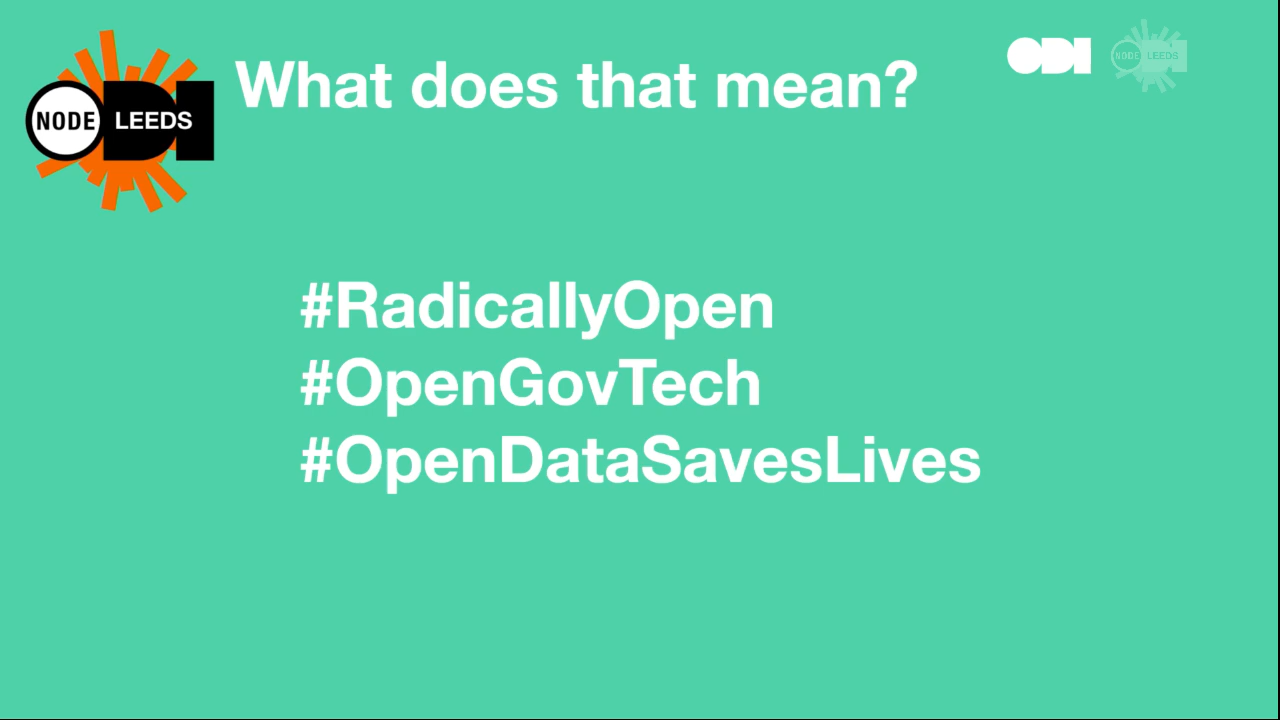 What does that mean?
ODI
NODE LEEDS
NODE LEEDS
#RadicallyOpen
#OpenGovTech
#OpenDataSavesLives